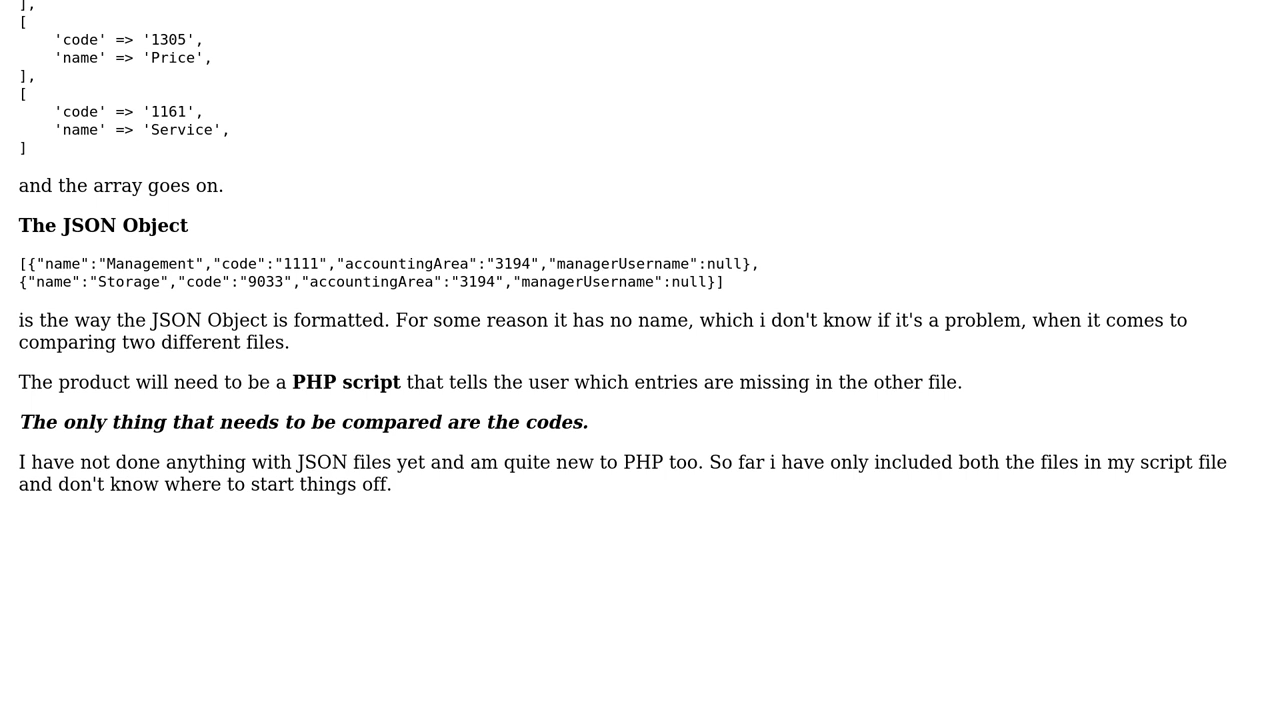 ],
[
    'code' => '1305',
    'name' => 'Price',
],
[
    'code' => '1161',
    'name' => 'Service',
]
and the array goes on.
The JSON Object
[{"name":"Management","code":"1111","accountingArea":"3194","managerUsername":null},
{"name":"Storage","code":"9033","accountingArea":"3194","managerUsername":null}]
is the way the JSON Object is formatted. For some reason it has no name, which i don't know if it's a problem, when it comes to
comparing two different files.
The product will need to be a PHP script that tells the user which entries are missing in the other file.
The only thing that needs to be compared are the codes.
I have not done anything with JSON files yet and am quite new to PHP too. So far i have only included both the files in my script file
and don't know where to start things off.